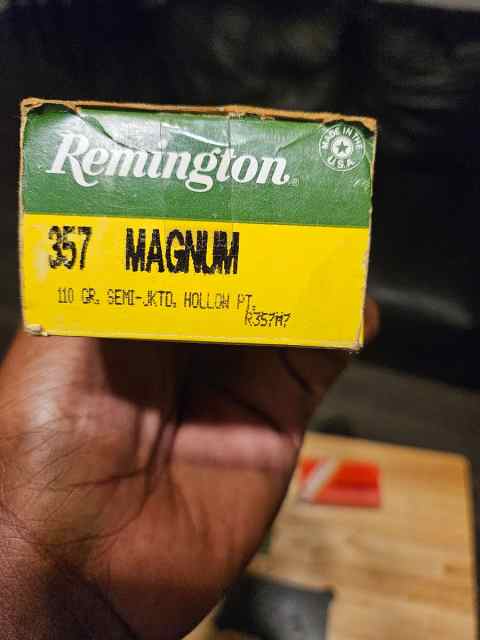 MADE IN THE U.S.A.
Remington®
357 MAGNUM
110 GR. SEMI-JKTD. HOLLOW PT.
R357M7